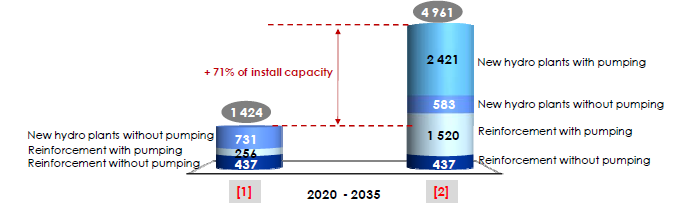 4 961
+ 71% of install capacity
2 421
New hydro plants with pumping
1 424
583
New hydro plants without pumping
New hydro plants without pumping
731
1 520
Reinforcement with pumping
Reinforcement with pumping
256
Reinforcement without pumping
437
437
Reinforcement without pumping
[1]
2020 - 2035
[2]